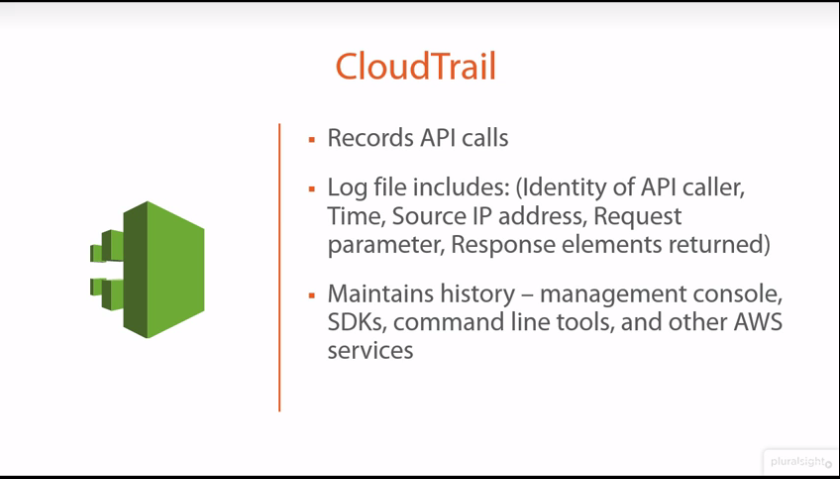 CloudTrail
▪ Records API calls
▪ Log file includes: (Identity of API caller,
Time, Source IP address, Request
parameter, Response elements returned)
▪ Maintains history – management console,
SDKs, command line tools, and other AWS
services
pluralsight